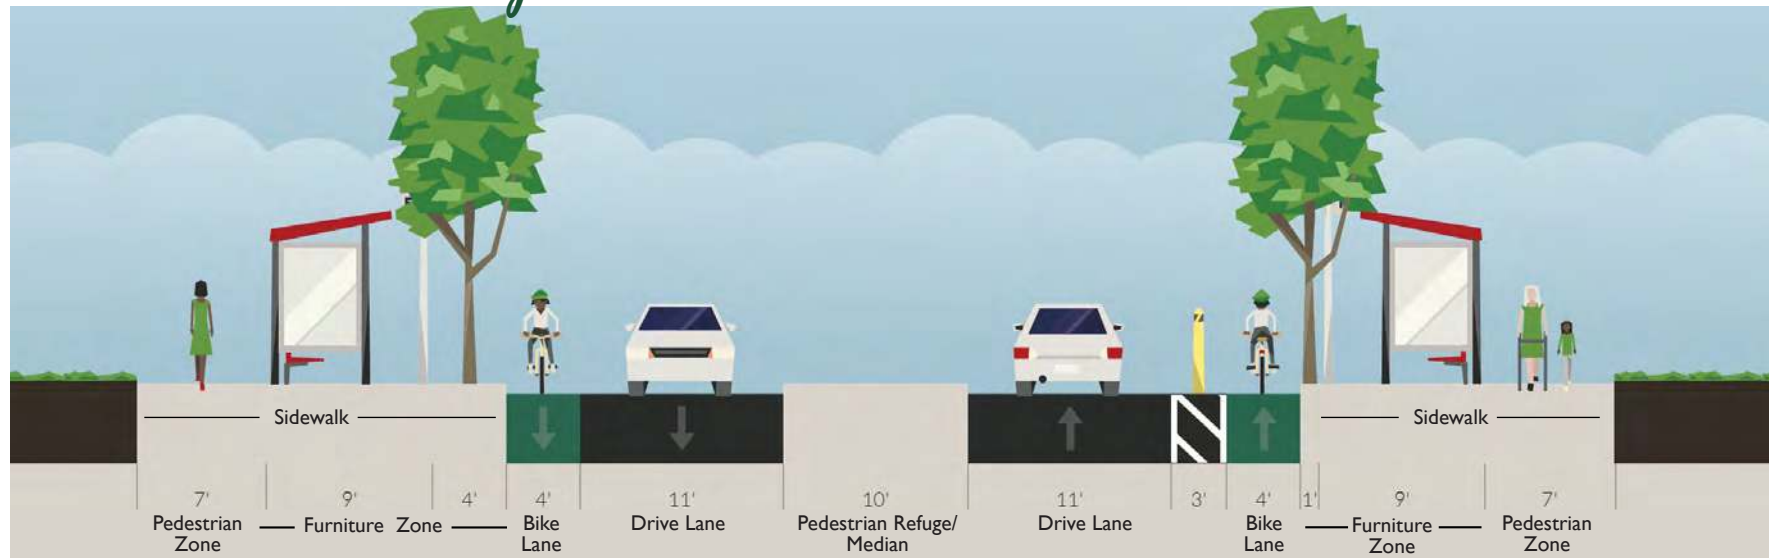 Sidewalk
Sidewalk
7' 9' 4' 4' 11' 10' 11' 3' 4' 1' 9' 7'
Pedestrian Zone
Furniture Zone
Bike Lane
Drive Lane
Pedestrian Refuge/ Median
Drive Lane
Bike Lane
Furniture Zone
Pedestrian Zone